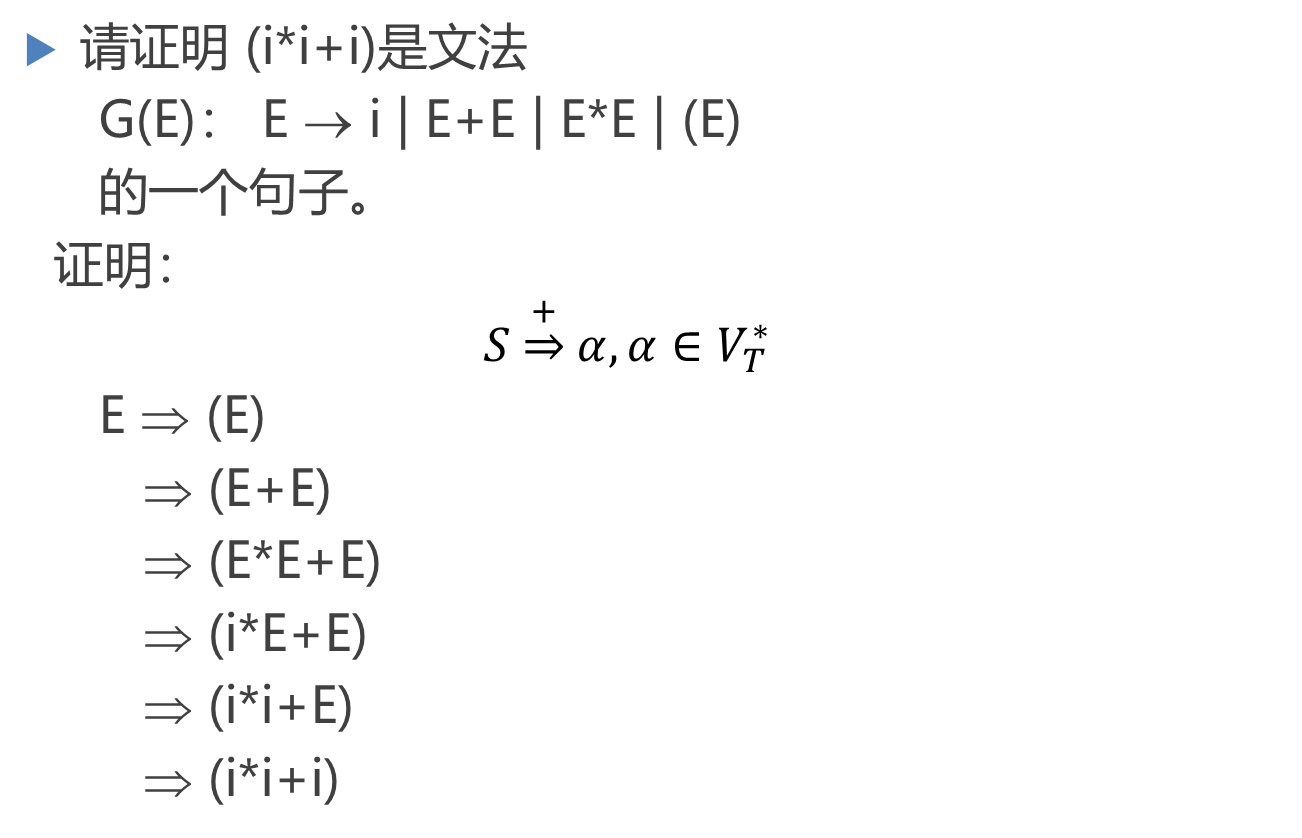 请证明 (i*i+i)是文法
G(E)： E → i | E+E | E*E | (E)
的一个句子。
证明：
S ⇒⁺ α, α ∈ V_T^*
E ⇒ (E)
⇒ (E+E)
⇒ (E*E+E)
⇒ (i*E+E)
⇒ (i*i+E)
⇒ (i*i+i)